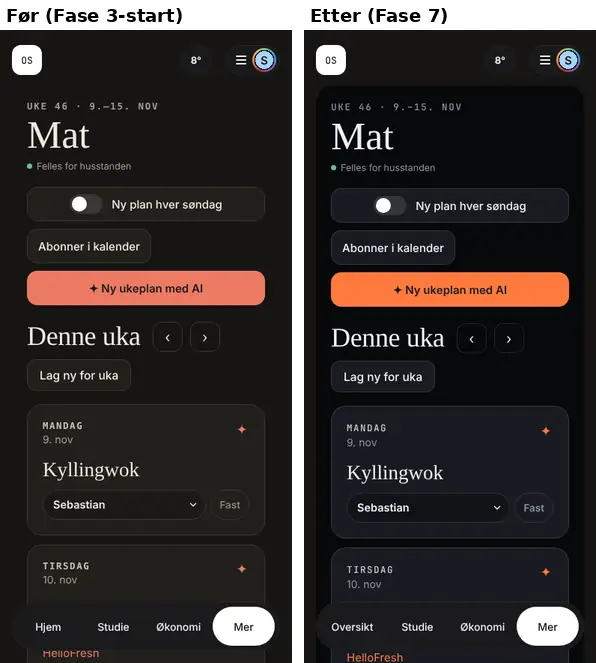 Før (Fase 3-start)
OS
8°
S
UKE 46 · 9.–15. NOV
Mat
Felles for husstanden
Ny plan hver søndag
Abonner i kalender
✦ Ny ukeplan med AI
Denne uka ‹ ›
Lag ny for uka
MANDAG ✦
9. nov
Kyllingwok
Sebastian Fast
TIRSDAG ✦
10. nov
Hjem Studie Økonomi Mer
HelloFresh
Etter (Fase 7)
OS
8°
S
UKE 46 · 9.–15. NOV
Mat
Felles for husstanden
Ny plan hver søndag
Abonner i kalender
✦ Ny ukeplan med AI
Denne uka ‹ ›
Lag ny for uka
MANDAG ✦
9. nov
Kyllingwok
Sebastian Fast
TIRSDAG ✦
10. nov
Oversikt Studie Økonomi Mer
HelloFresh